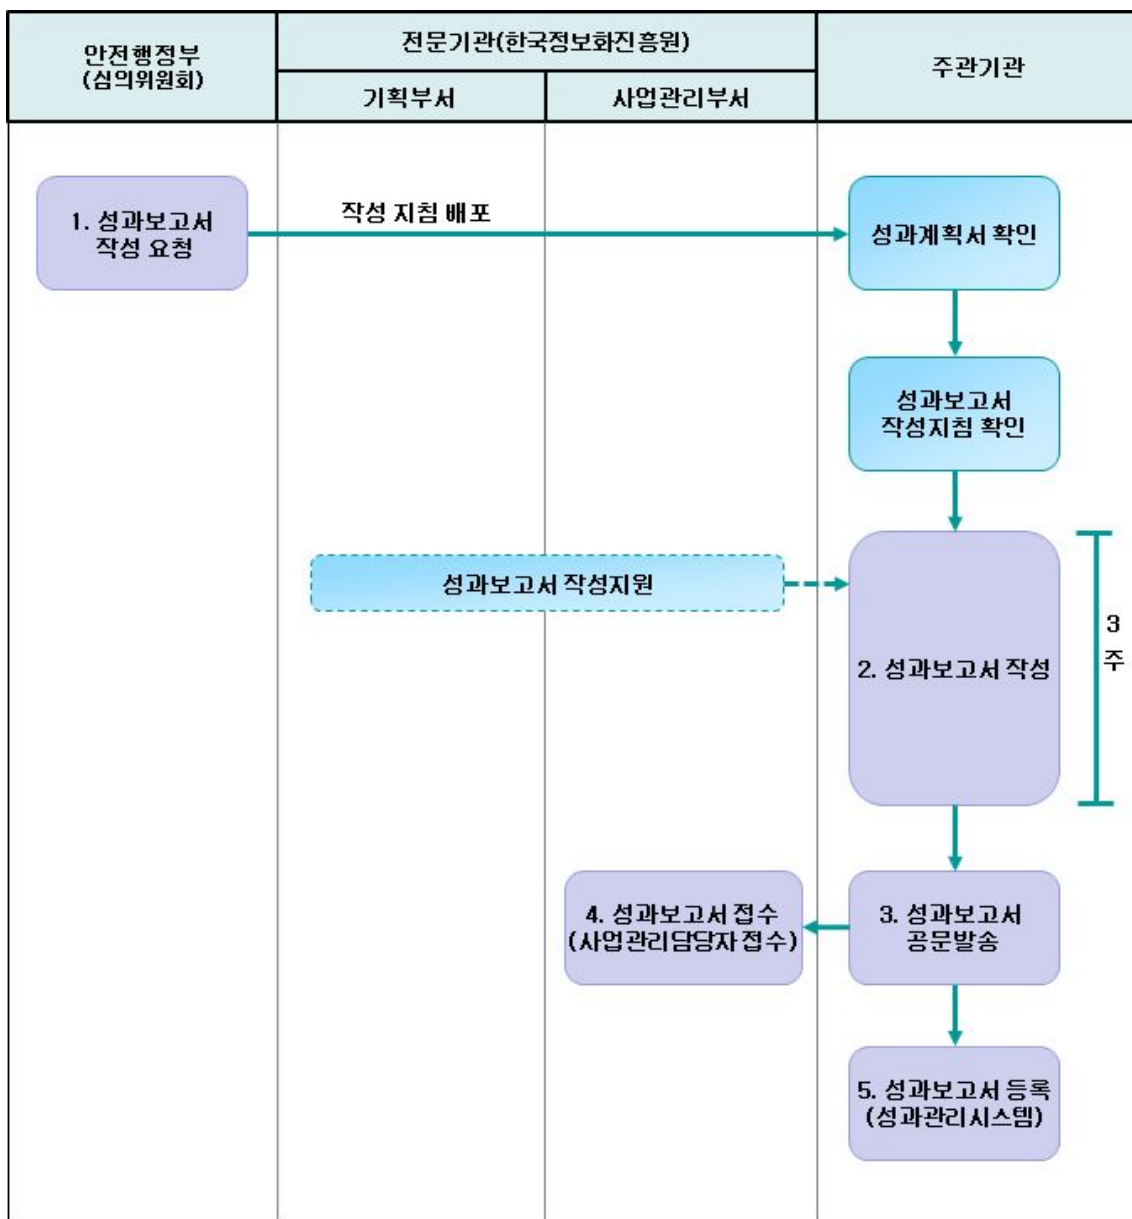 안전행정부
(심의위원회)
전문기관(한국정보화진흥원)
기획부서
사업관리부서
주관기관
1. 성과보고서
작성 요청
작성 지침 배포
성과계획서 확인
성과보고서
작성지침 확인
성과보고서 작성지원
2. 성과보고서 작성
3
주
4. 성과보고서 접수
(사업관리담당자 접수)
3. 성과보고서
공문발송
5. 성과보고서 등록
(성과관리시스템)